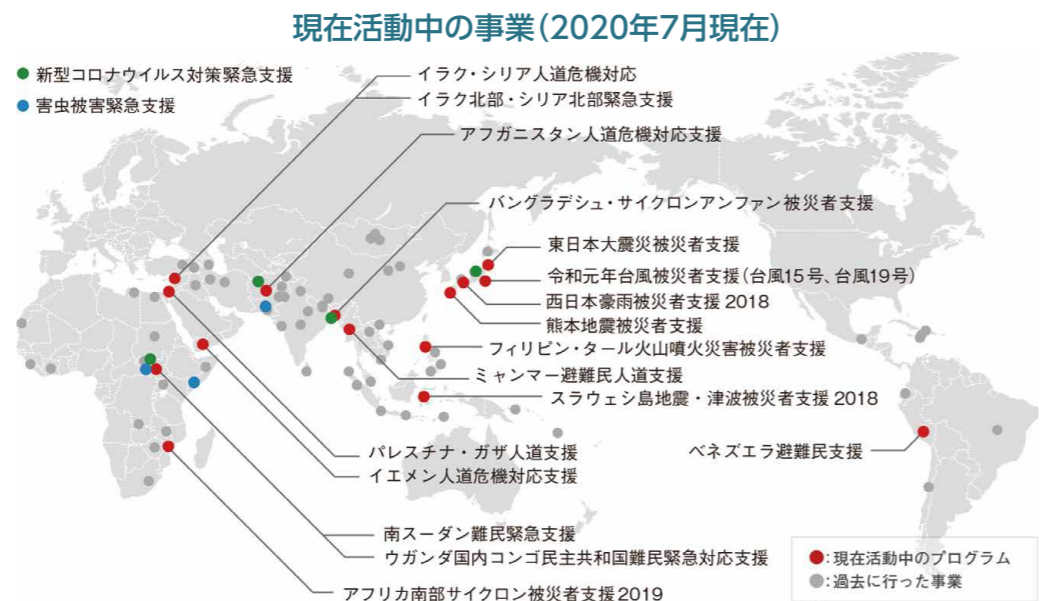 現在活動中の事業(2020年7月現在)
新型コロナウイルス対策緊急支援
害虫被害緊急支援
イラク・シリア人道危機対応
イラク北部・シリア北部緊急支援
アフガニスタン人道危機対応支援
バングラデシュ・サイクロンアンファン被災者支援
東日本大震災被災者支援
令和元年台風被災者支援(台風15号、台風19号)
西日本豪雨被災者支援 2018
熊本地震被災者支援
フィリピン・タール火山噴火災害被災者支援
ミャンマー避難民人道支援
スラウェシ島地震・津波被災者支援 2018
ベネズエラ避難民支援
パレスチナ・ガザ人道支援
イエメン人道危機対応支援
南スーダン難民緊急支援
ウガンダ国内コンゴ民主共和国難民緊急対応支援
アフリカ南部サイクロン被災者支援2019
:現在活動中のプログラム
:過去に行った事業